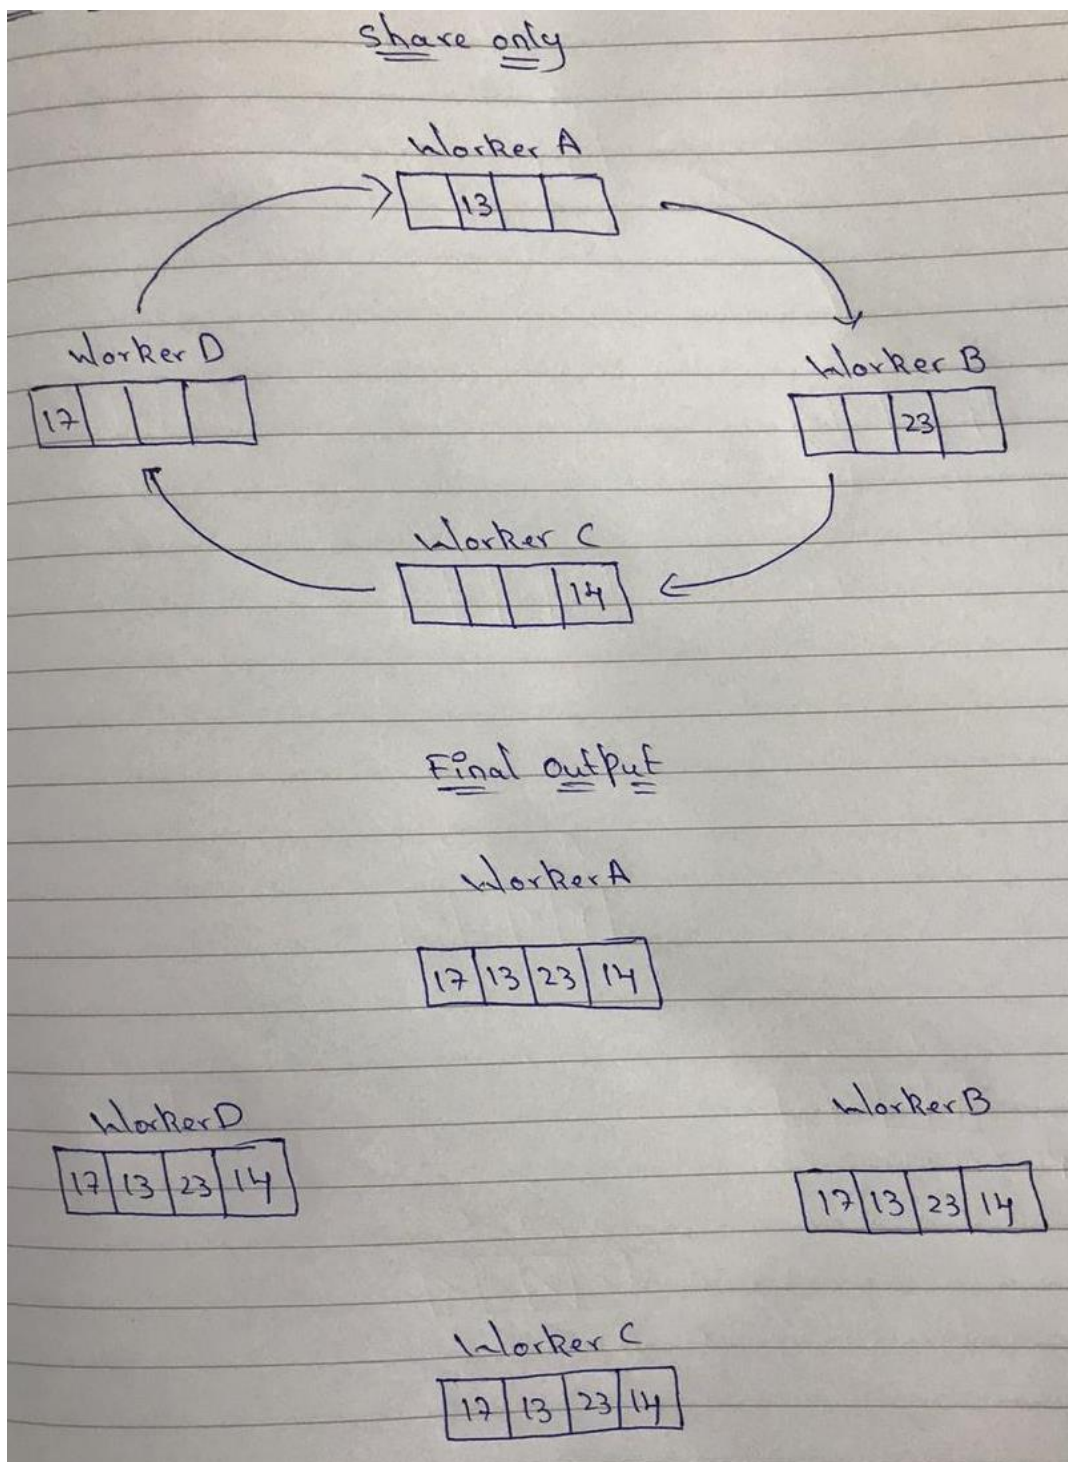 Share only
Worker A
13
Worker D
Worker B
17
23
Worker C
14
Final Output
Worker A
17 13 23 14
Worker D
Worker B
17 13 23 14
17 13 23 14
Worker C
17 13 23 14